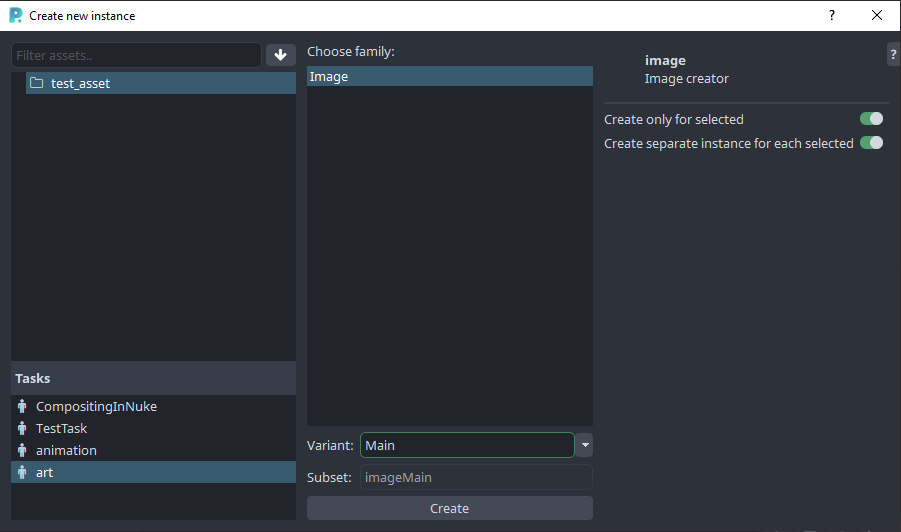 Create new instance
?
Filter assets..
test_asset
Tasks
CompositingInNuke
TestTask
animation
art
Choose family:
Image
Variant: Main
Subset: imageMain
Create
?
image
Image creator
Create only for selected
Create separate instance for each selected